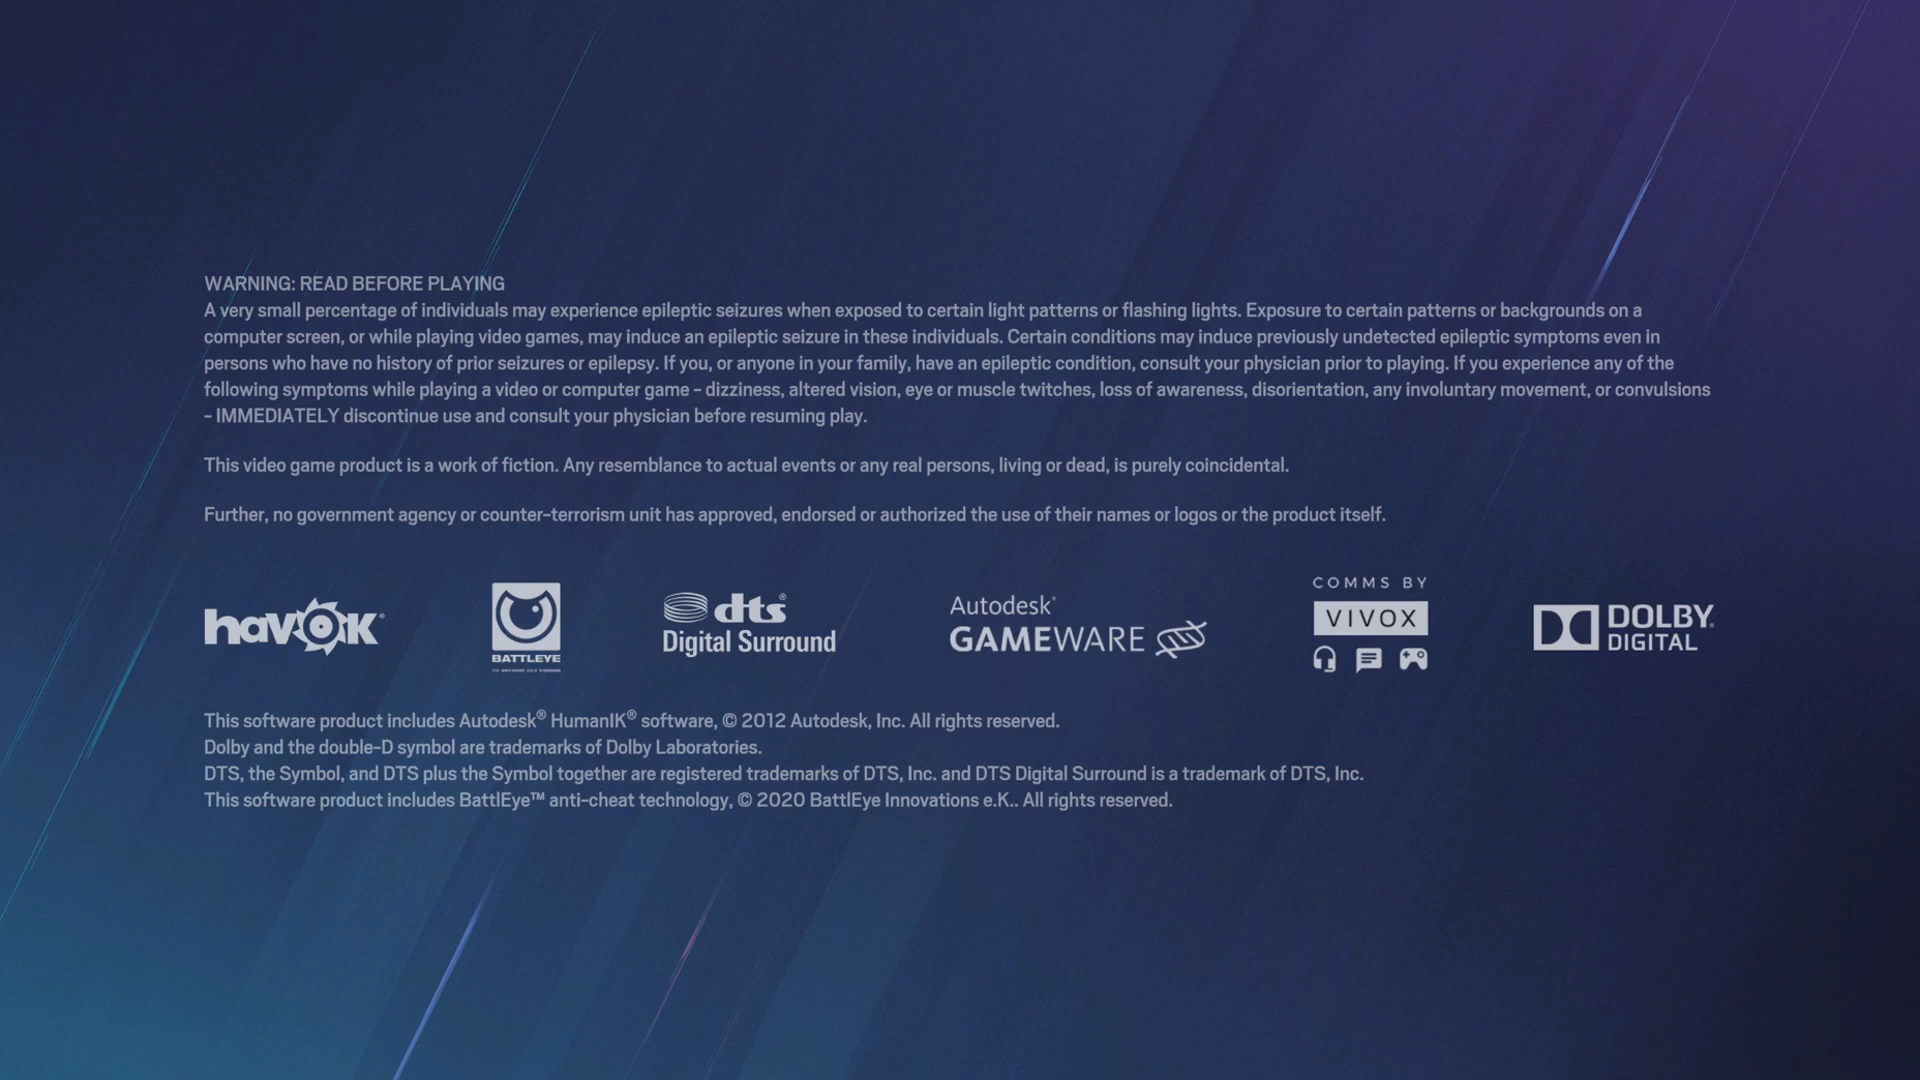 WARNING: READ BEFORE PLAYING
A very small percentage of individuals may experience epileptic seizures when exposed to certain light patterns or flashing lights. Exposure to certain patterns or backgrounds on a
computer screen, or while playing video games, may induce an epileptic seizure in these individuals. Certain conditions may induce previously undetected epileptic symptoms even in
persons who have no history of prior seizures or epilepsy. If you, or anyone in your family, have an epileptic condition, consult your physician prior to playing. If you experience any of the
following symptoms while playing a video or computer game - dizziness, altered vision, eye or muscle twitches, loss of awareness, disorientation, any involuntary movement, or convulsions
- IMMEDIATELY discontinue use and consult your physician before resuming play.
This video game product is a work of fiction. Any resemblance to actual events or any real persons, living or dead, is purely coincidental.
Further, no government agency or counter-terrorism unit has approved, endorsed or authorized the use of their names or logos or the product itself.
havok®
BATTLEYE
dts®
Digital Surround
Autodesk®
GAMEWARE
COMMS BY
VIVOX
DOLBY®
DIGITAL
This software product includes Autodesk® HumanIK® software, © 2012 Autodesk, Inc. All rights reserved.
Dolby and the double-D symbol are trademarks of Dolby Laboratories.
DTS, the Symbol, and DTS plus the Symbol together are registered trademarks of DTS, Inc. and DTS Digital Surround is a trademark of DTS, Inc.
This software product includes BattlEye™ anti-cheat technology, © 2020 BattlEye Innovations e.K.. All rights reserved.